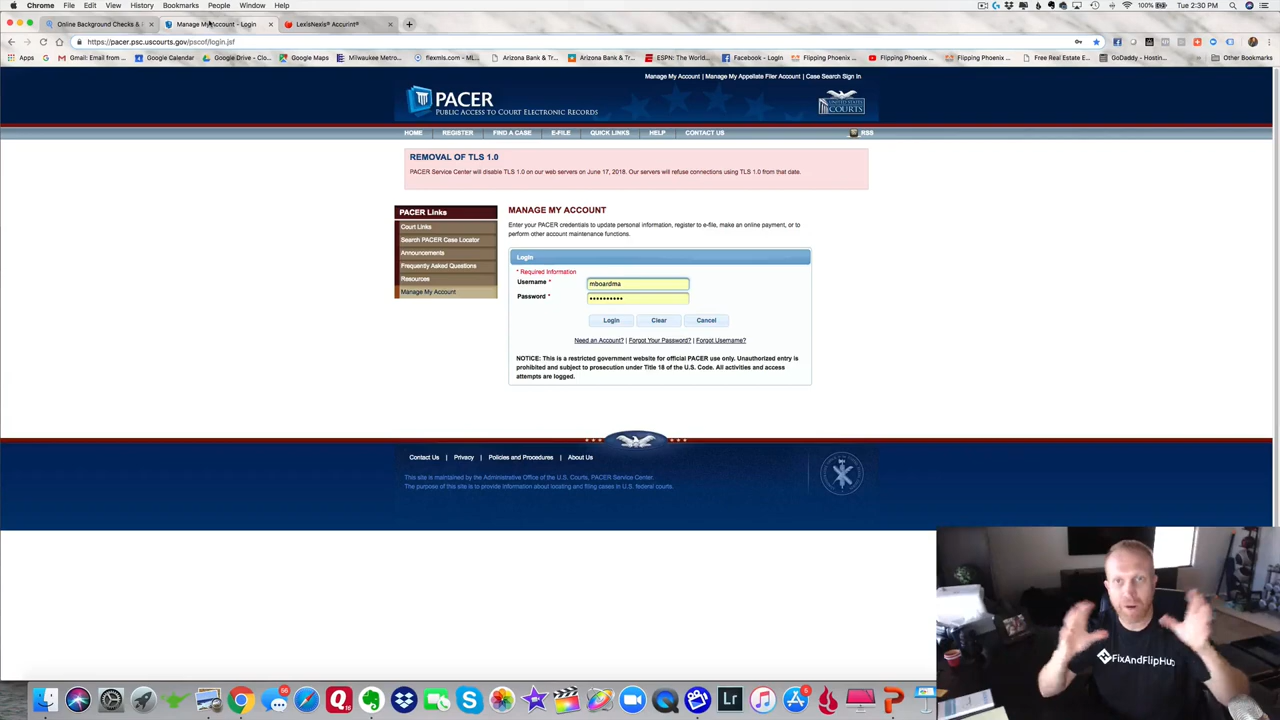 Chrome File Edit View History Bookmarks People Window Help 100% Tue 2:30 PM
Online Background Checks & Manage My Account - Login LexisNexis® Accurint®
https://pacer.psc.uscourts.gov/pscof/login.jsf
Apps Gmail: Email from... Google Calendar Google Drive - Clo... Google Maps Milwaukee Metro... flexmls.com - ML... Arizona Bank & Tr... Arizona Bank & Tr... ESPN: The World... Facebook - Login Flipping Phoenix... Flipping Phoenix... Flipping Phoenix... Free Real Estate E... GoDaddy - Hostin... Other Bookmarks
Manage My Account | Manage My Appellate Filer Account | Case Search Sign In
PACER
PUBLIC ACCESS TO COURT ELECTRONIC RECORDS
UNITED STATES
COURTS
HOME REGISTER FIND A CASE E-FILE QUICK LINKS HELP CONTACT US RSS
REMOVAL OF TLS 1.0
PACER Service Center will disable TLS 1.0 on our web servers on June 17, 2018. Our servers will refuse connections using TLS 1.0 from that date.
PACER Links
Court Links
Search PACER Case Locator
Announcements
Frequently Asked Questions
Resources
Manage My Account
MANAGE MY ACCOUNT
Enter your PACER credentials to update personal information, register to e-file, make an online payment, or to
perform other account maintenance functions.
Login
* Required Information
Username * mboardma
Password * ••••••••••
Login Clear Cancel
Need an Account? | Forgot Your Password? | Forgot Username?
NOTICE: This is a restricted government website for official PACER use only. Unauthorized entry is
prohibited and subject to prosecution under Title 18 of the U.S. Code. All activities and access
attempts are logged.
Contact Us | Privacy | Policies and Procedures | About Us
This site is maintained by the Administrative Office of the U.S. Courts, PACER Service Center.
The purpose of this site is to provide information about locating and filing cases in U.S. federal courts.
FixAndFlipHub
56
5
Lr